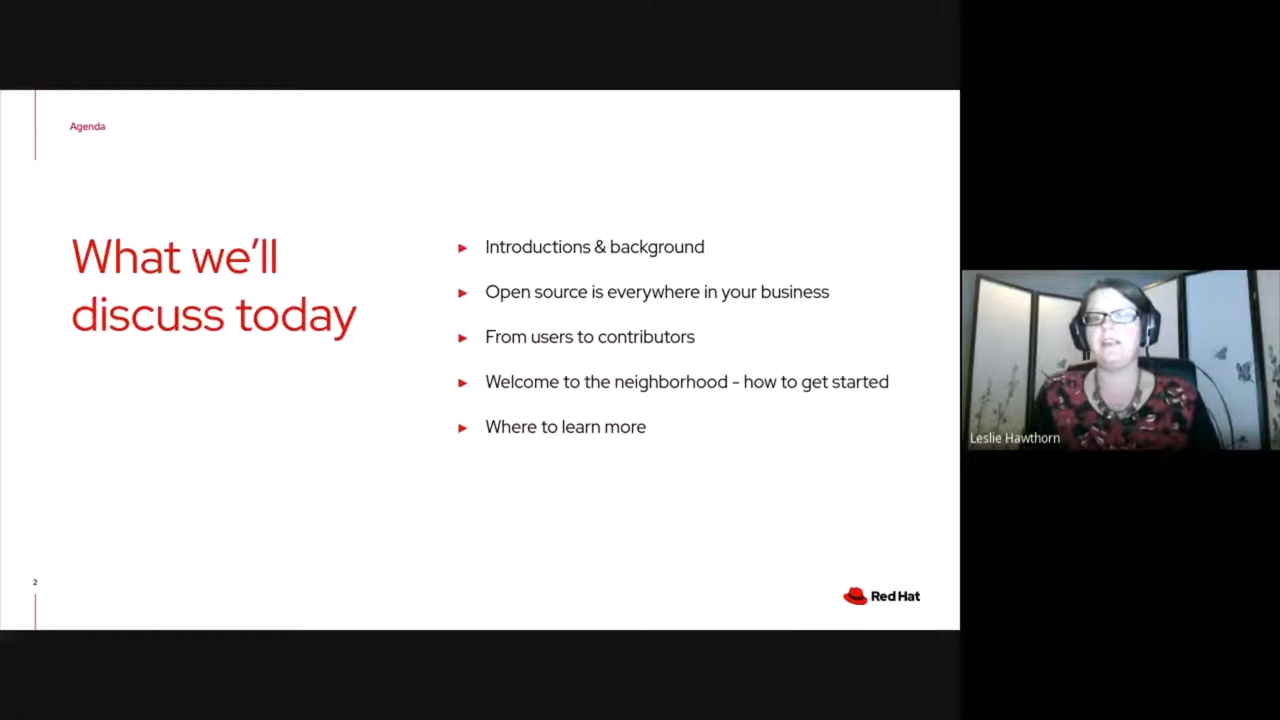 Agenda
What we'll
discuss today
Introductions & background
Open source is everywhere in your business
From users to contributors
Welcome to the neighborhood - how to get started
Where to learn more
2
Red Hat
Leslie Hawthorn